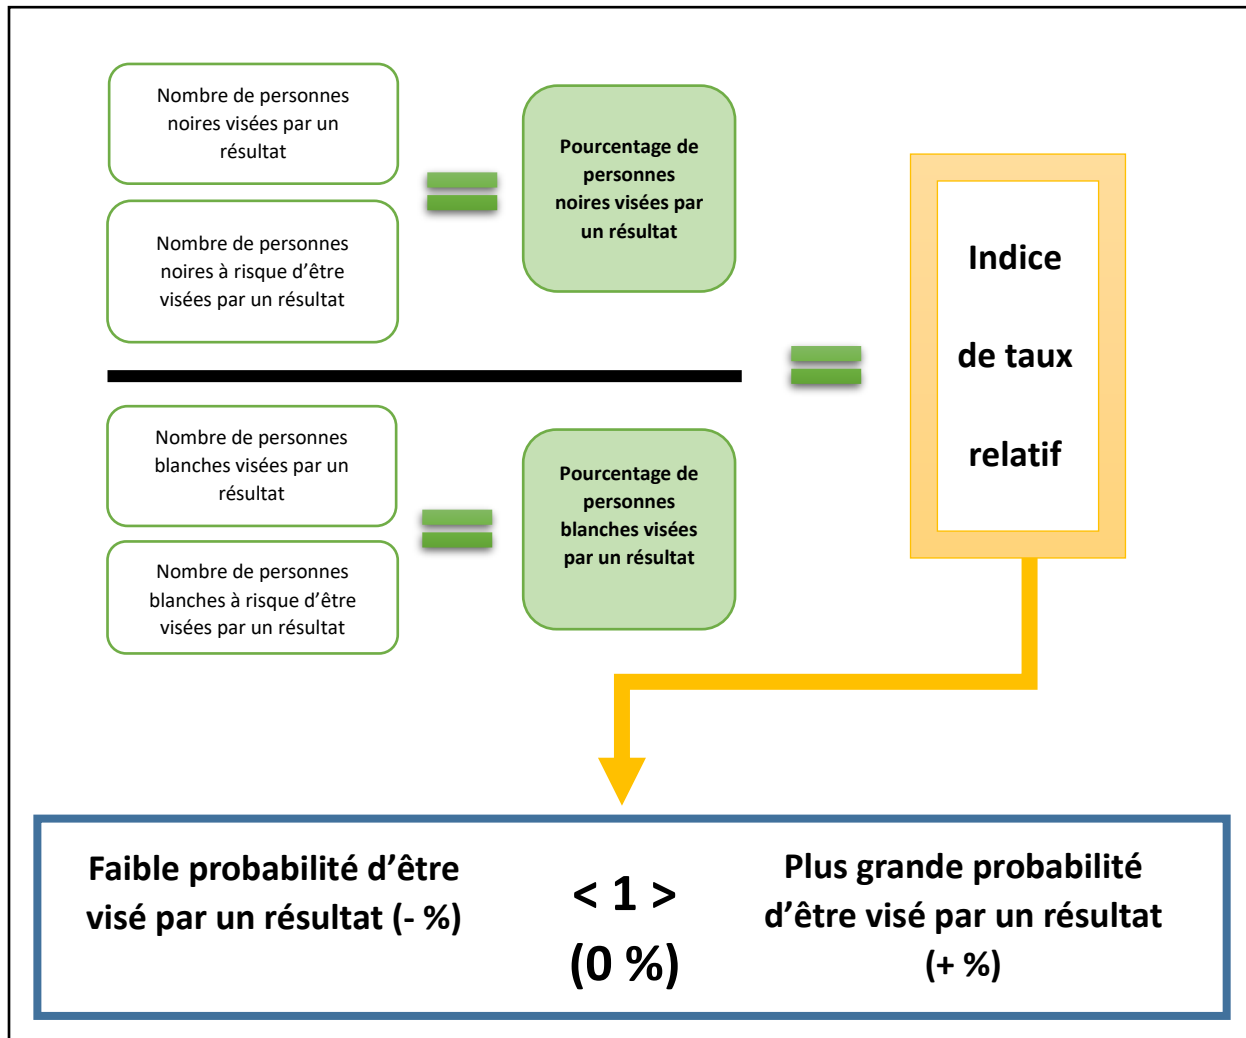 Nombre de personnes
noires visées par un
résultat
Nombre de personnes
noires à risque d'être
visées par un résultat
Pourcentage de
personnes
noires visées par
un résultat
Nombre de personnes
blanches visées par un
résultat
Nombre de personnes
blanches à risque d'être
visées par un résultat
Pourcentage de
personnes
blanches visées
par un résultat
Indice
de taux
relatif
Faible probabilité d'être
visé par un résultat (- %)
< 1 >
(0 %)
Plus grande probabilité
d'être visé par un résultat
(+ %)